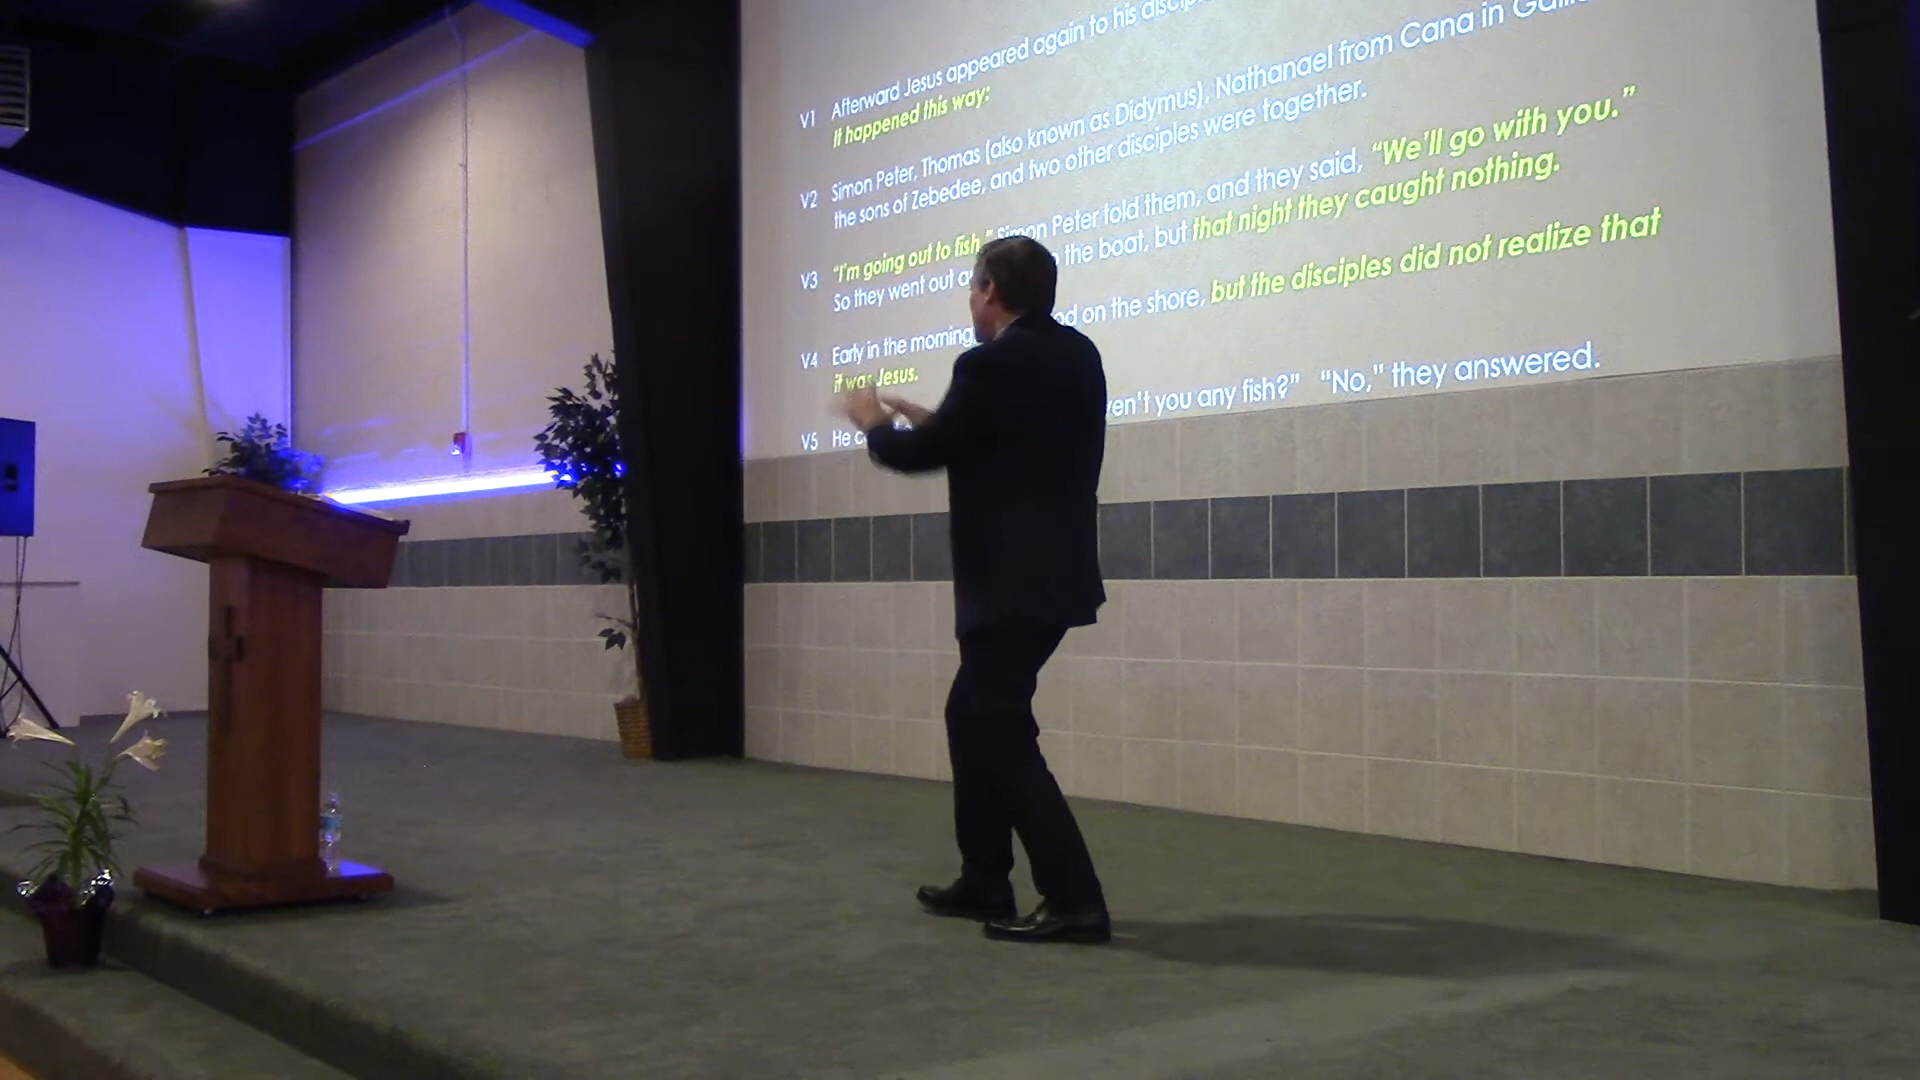 V1 Afterward Jesus appeared again to his
It happened this way:
V2 Simon Peter, Thomas (also known as Didymus), Nathanael from Cana in
the sons of Zebedee, and two other disciples were together.
V3 “I'm going out to fish,” Simon Peter told them, and they said, “We'll go with you.”
So they went out the boat, but that night they caught nothing.
V4 Early in the morning, on the shore, but the disciples did not realize that
it was Jesus.
V5 He any fish?” “No,” they answered.